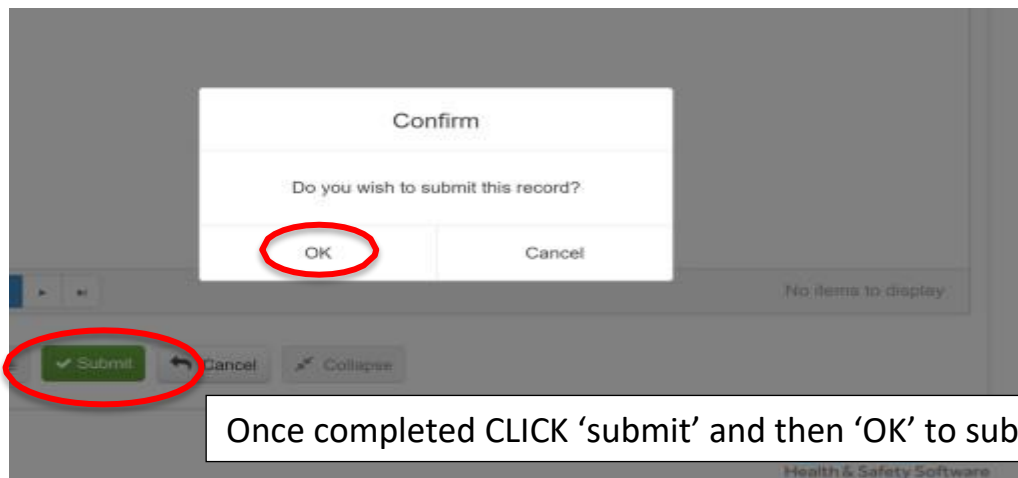 Confirm
Do you wish to submit this record?
OK Cancel
No items to display
Submit Cancel Collapse
Once completed CLICK ‘submit’ and then ‘OK’ to sub
Health & Safety Software